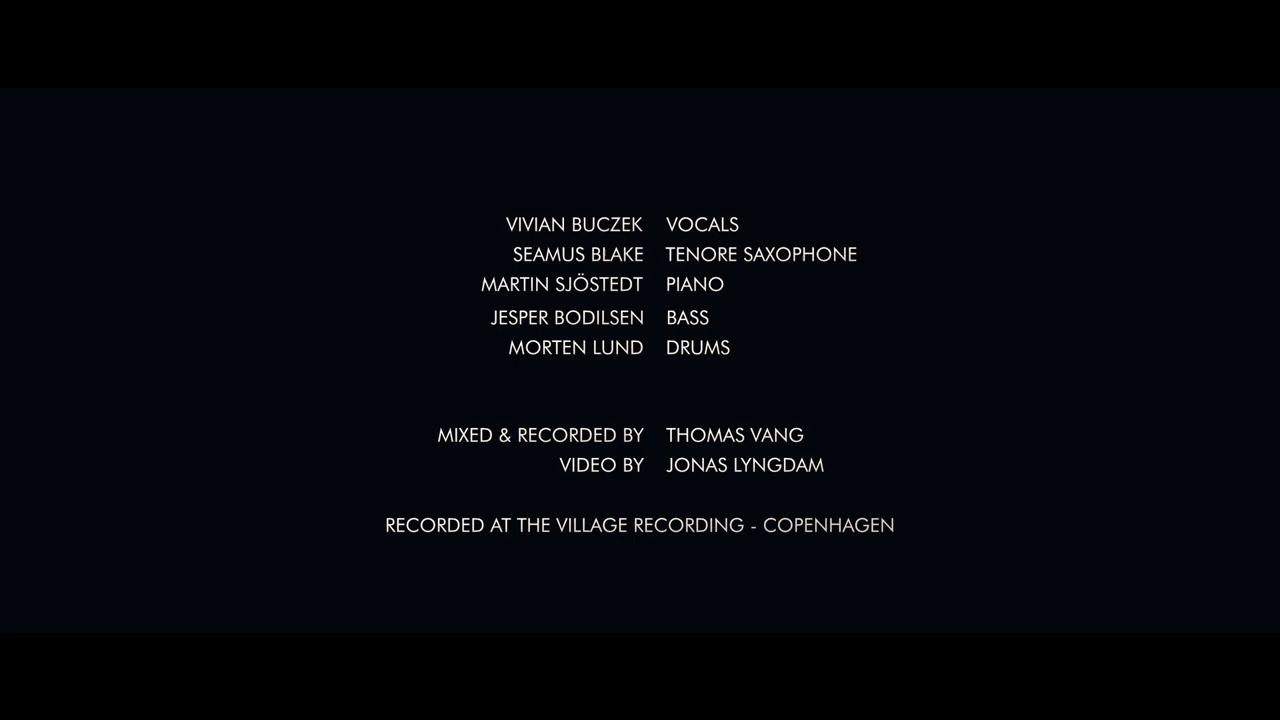 VIVIAN BUCZEK VOCALS
SEAMUS BLAKE TENORE SAXOPHONE
MARTIN SJÖSTEDT PIANO
JESPER BODILSEN BASS
MORTEN LUND DRUMS
MIXED & RECORDED BY THOMAS VANG
VIDEO BY JONAS LYNGDAM
RECORDED AT THE VILLAGE RECORDING - COPENHAGEN